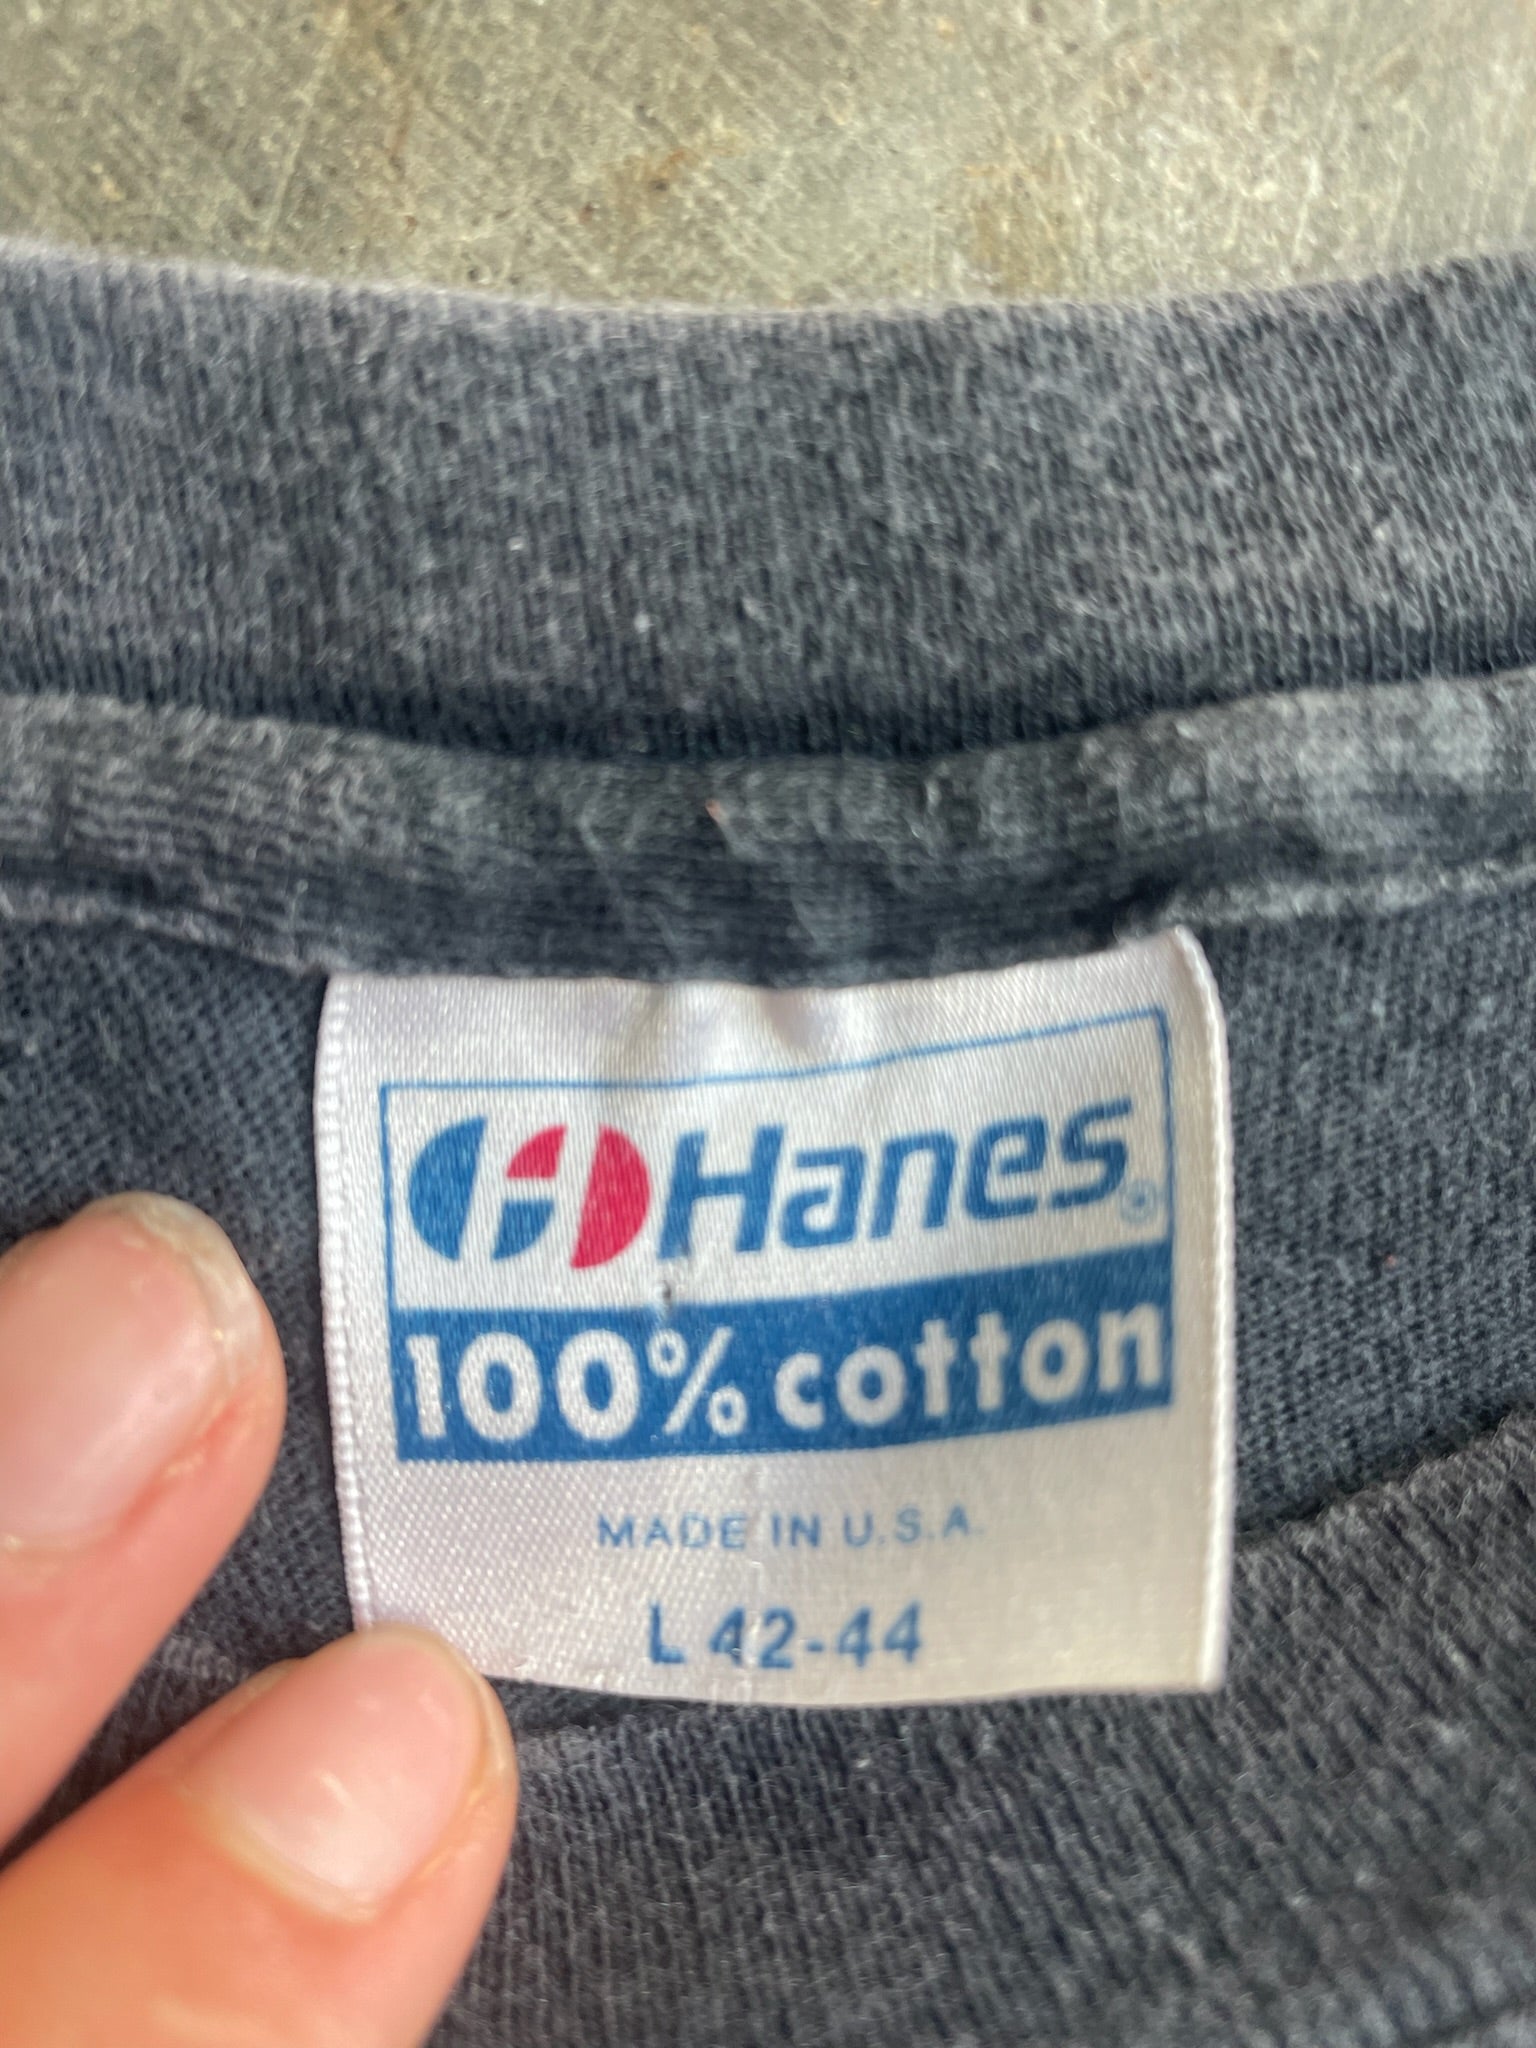 Hanes®
100% cotton
MADE IN U.S.A.
L 42-44